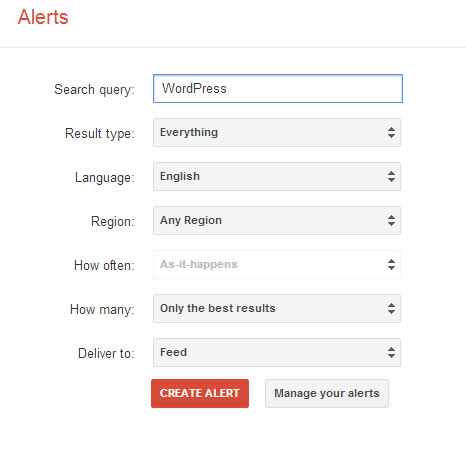 Alerts
Search query: WordPress
Result type: Everything
Language: English
Region: Any Region
How often: As-it-happens
How many: Only the best results
Deliver to: Feed
CREATE ALERT Manage your alerts